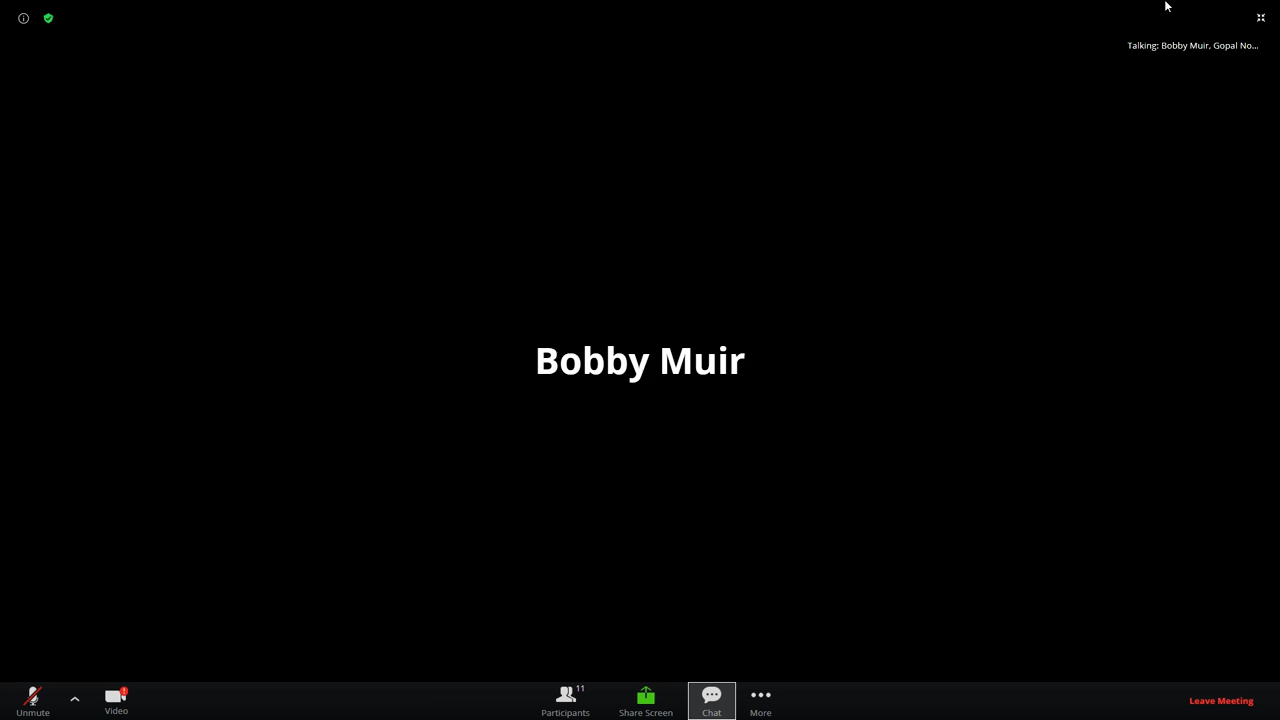 Talking: Bobby Muir, Gopal No...
Bobby Muir
Unmute
Video
Participants
11
Share Screen
Chat
More
Leave Meeting